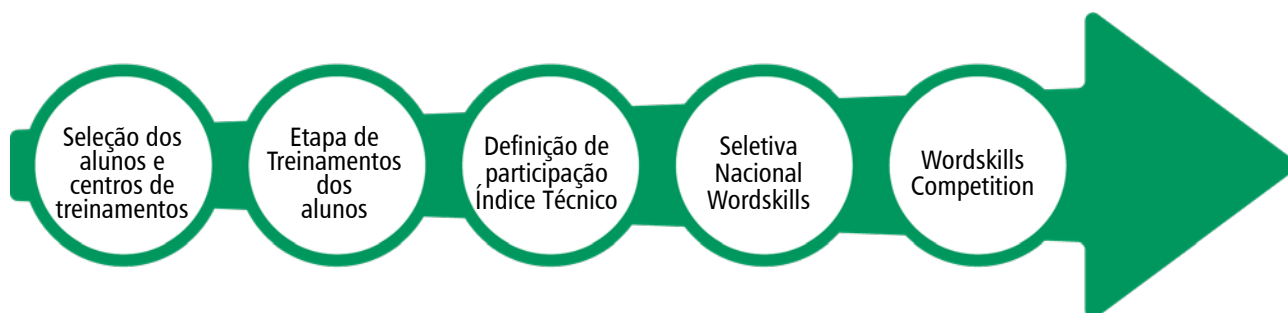 Seleção dos
alunos e
centros de
treinamentos
Etapa de
Treinamentos
dos
alunos
Definição de
participação
Índice Técnico
Seletiva
Nacional
Wordskills
Wordskills
Competition